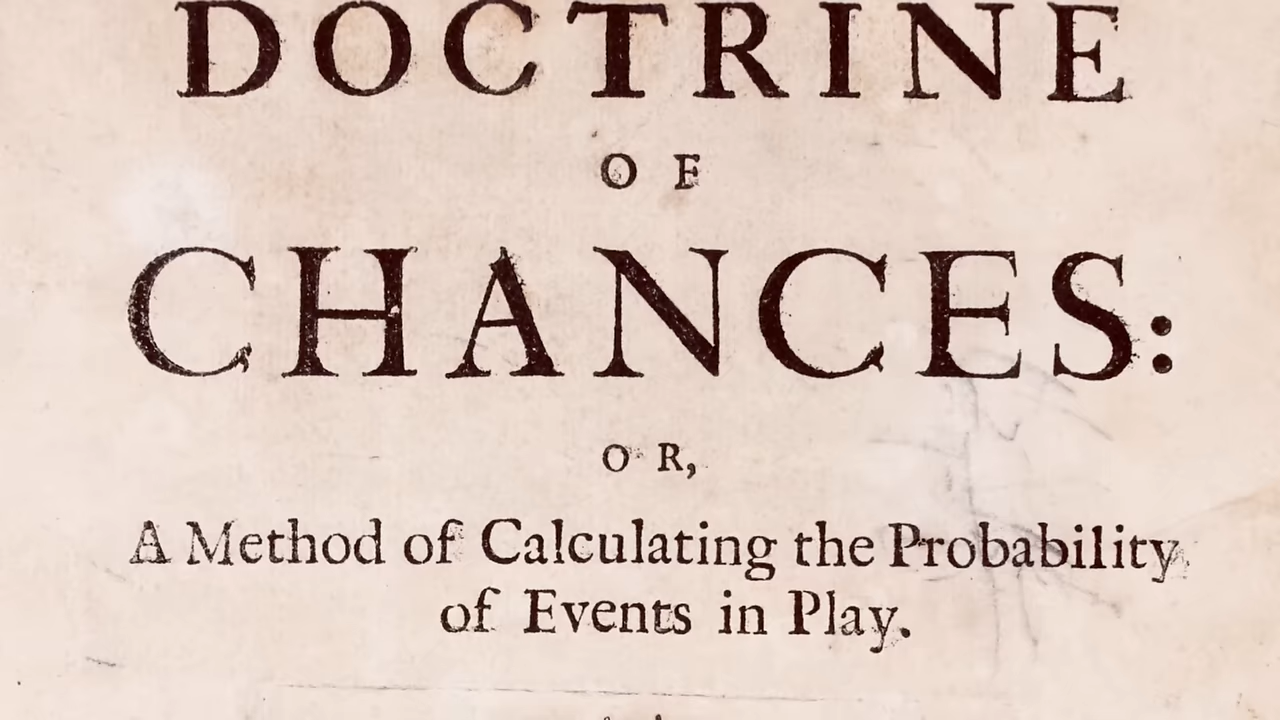 DOCTRINE
OF
CHANCES:
OR,
A Method of Calculating the Probability
of Events in Play.